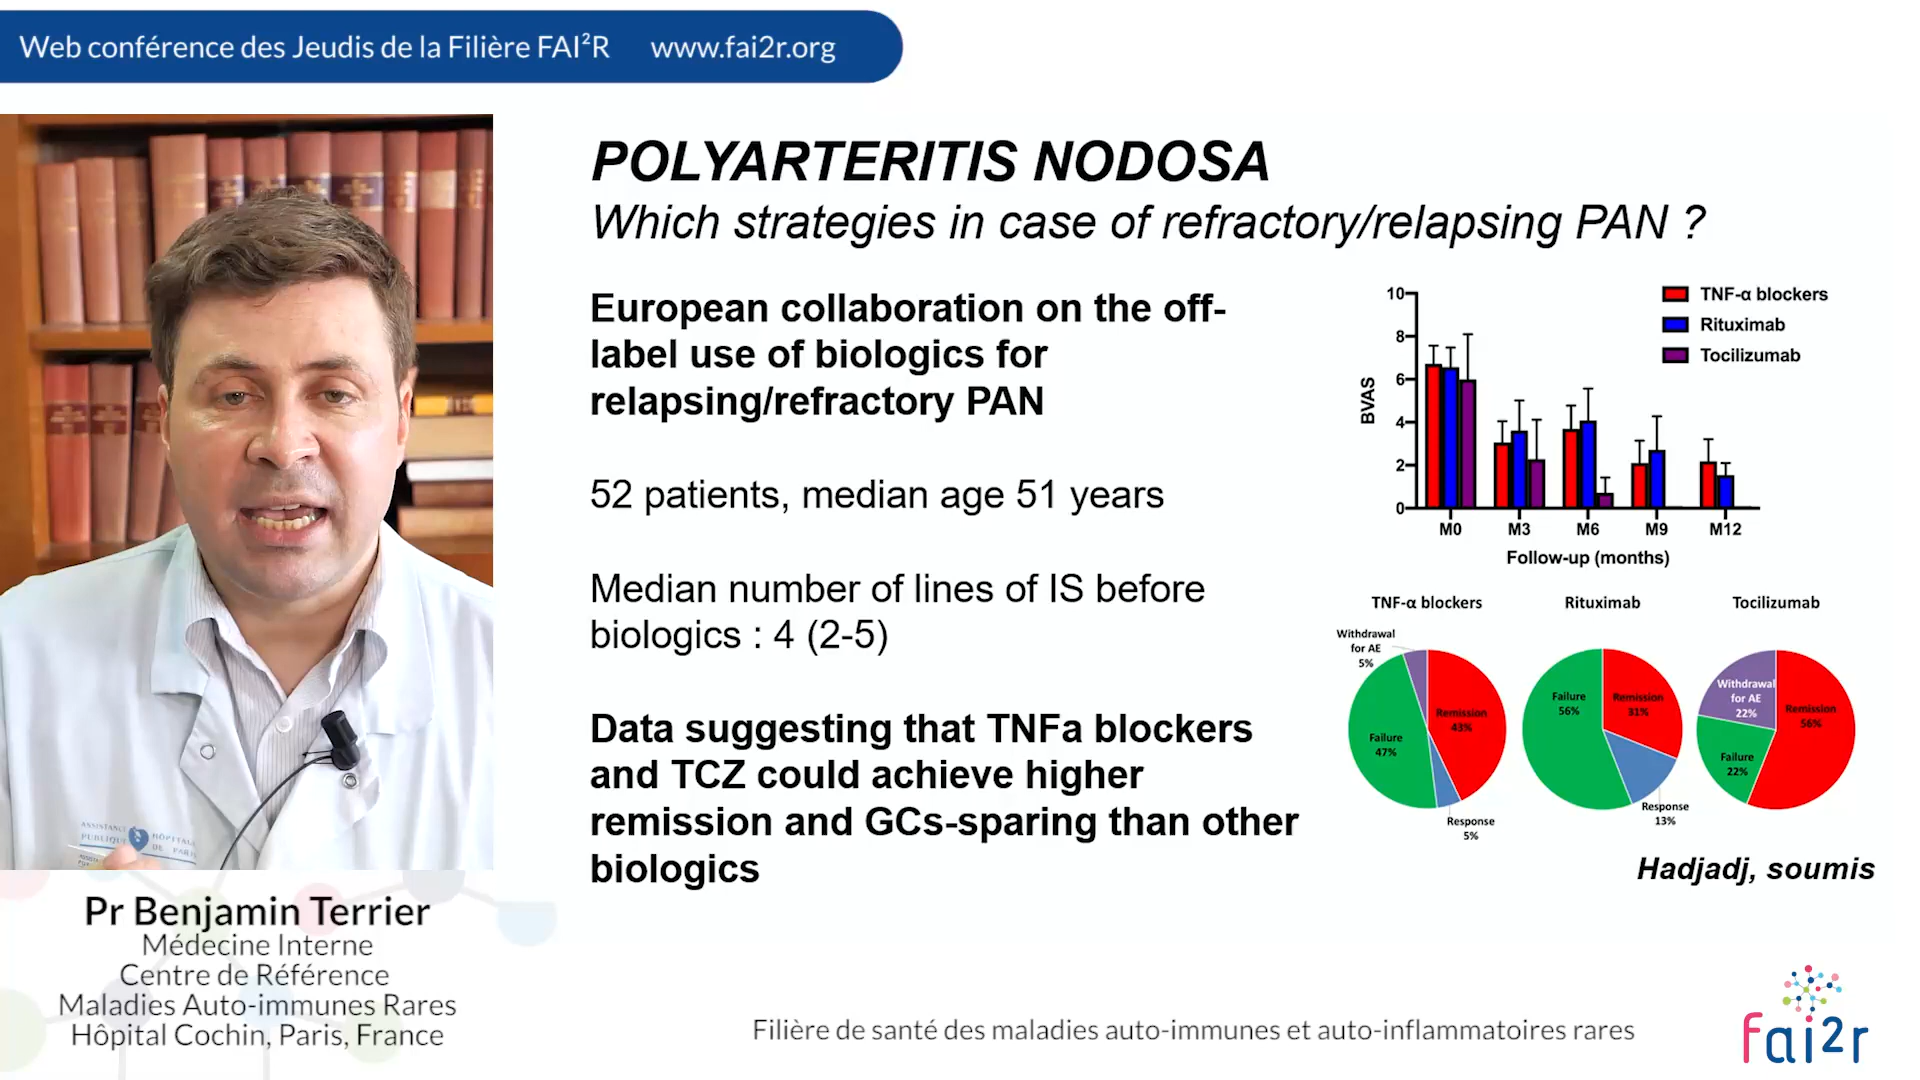 Web conférence des Jeudis de la Filière FAI²R www.fai2r.org
POLYARTERITIS NODOSA
Which strategies in case of refractory/relapsing PAN ?
European collaboration on the off-
label use of biologics for
relapsing/refractory PAN
52 patients, median age 51 years
Median number of lines of IS before
biologics : 4 (2-5)
Data suggesting that TNFa blockers
and TCZ could achieve higher
remission and GCs-sparing than other
biologics
TNF-α blockers
Rituximab
Tocilizumab
BVAS
10
8
6
4
2
0
M0 M3 M6 M9 M12
Follow-up (months)
TNF-α blockers
Withdrawal
for AE
5%
Remission
43%
Failure
47%
Response
5%
Rituximab
Failure
56%
Remission
31%
Response
13%
Tocilizumab
Withdrawal
for AE
22%
Remission
56%
Failure
22%
Hadjadj, soumis
ASSISTANCE HÔPITAUX
PUBLIQUE DE PARIS
Pr Benjamin Terrier
Médecine Interne
Centre de Référence
Maladies Auto-immunes Rares
Hôpital Cochin, Paris, France
Filière de santé des maladies auto-immunes et auto-inflammatoires rares
fai2r